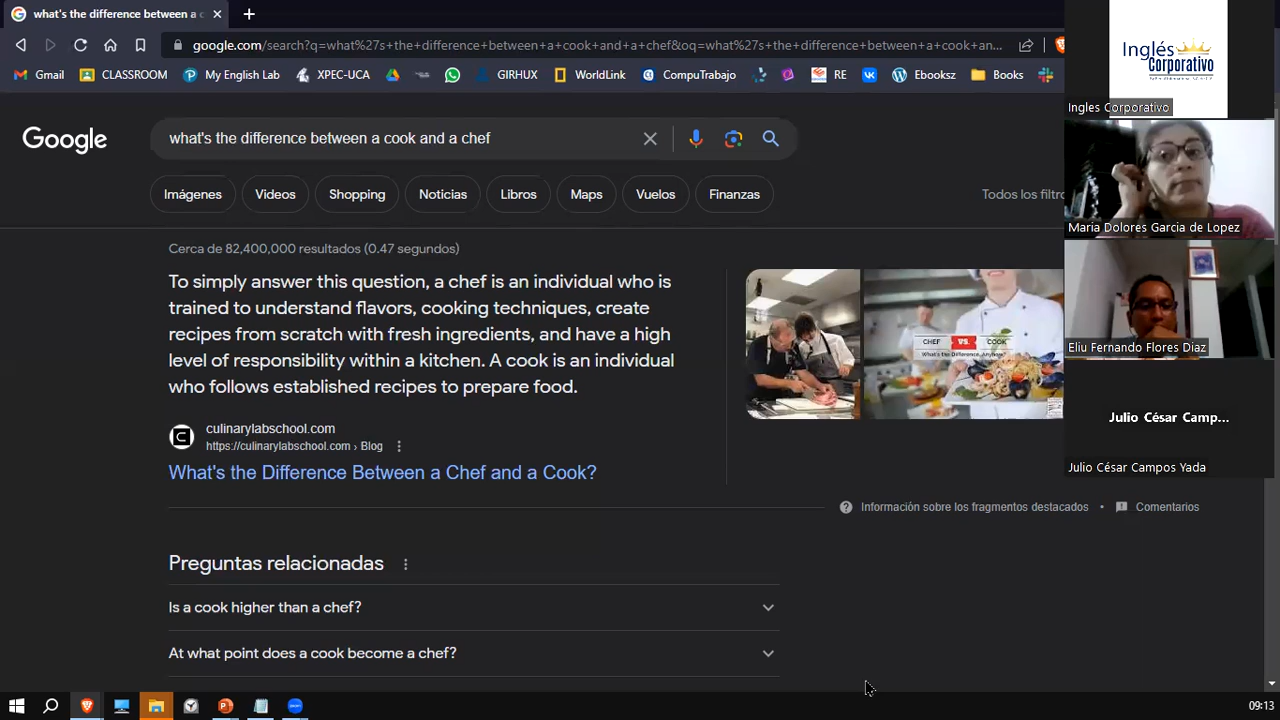 what's the difference between a c
google.com/search?q=what%27s+the+difference+between+a+cook+and+a+chef&oq=what%27s+the+difference+between+a+cook+an...
Gmail
CLASSROOM
My English Lab
XPEC-UCA
GIRHUX
WorldLink
CompuTrabajo
RE
Ebooksz
Books
Google
what's the difference between a cook and a chef
Imágenes
Videos
Shopping
Noticias
Libros
Maps
Vuelos
Finanzas
Todos los filtro
Cerca de 82,400,000 resultados (0.47 segundos)
To simply answer this question, a chef is an individual who is
trained to understand flavors, cooking techniques, create
recipes from scratch with fresh ingredients, and have a high
level of responsibility within a kitchen. A cook is an individual
who follows established recipes to prepare food.
CHEF VS. COOK
What's the Difference, Anyhow?
culinarylabschool.com
https://culinarylabschool.com › Blog
What's the Difference Between a Chef and a Cook?
Información sobre los fragmentos destacados
Comentarios
Preguntas relacionadas
Is a cook higher than a chef?
At what point does a cook become a chef?
Inglés
Corporativo
Ingles Corporativo
Maria Dolores Garcia de Lopez
Eliu Fernando Flores Diaz
Julio César Camp...
Julio César Campos Yada
09:13